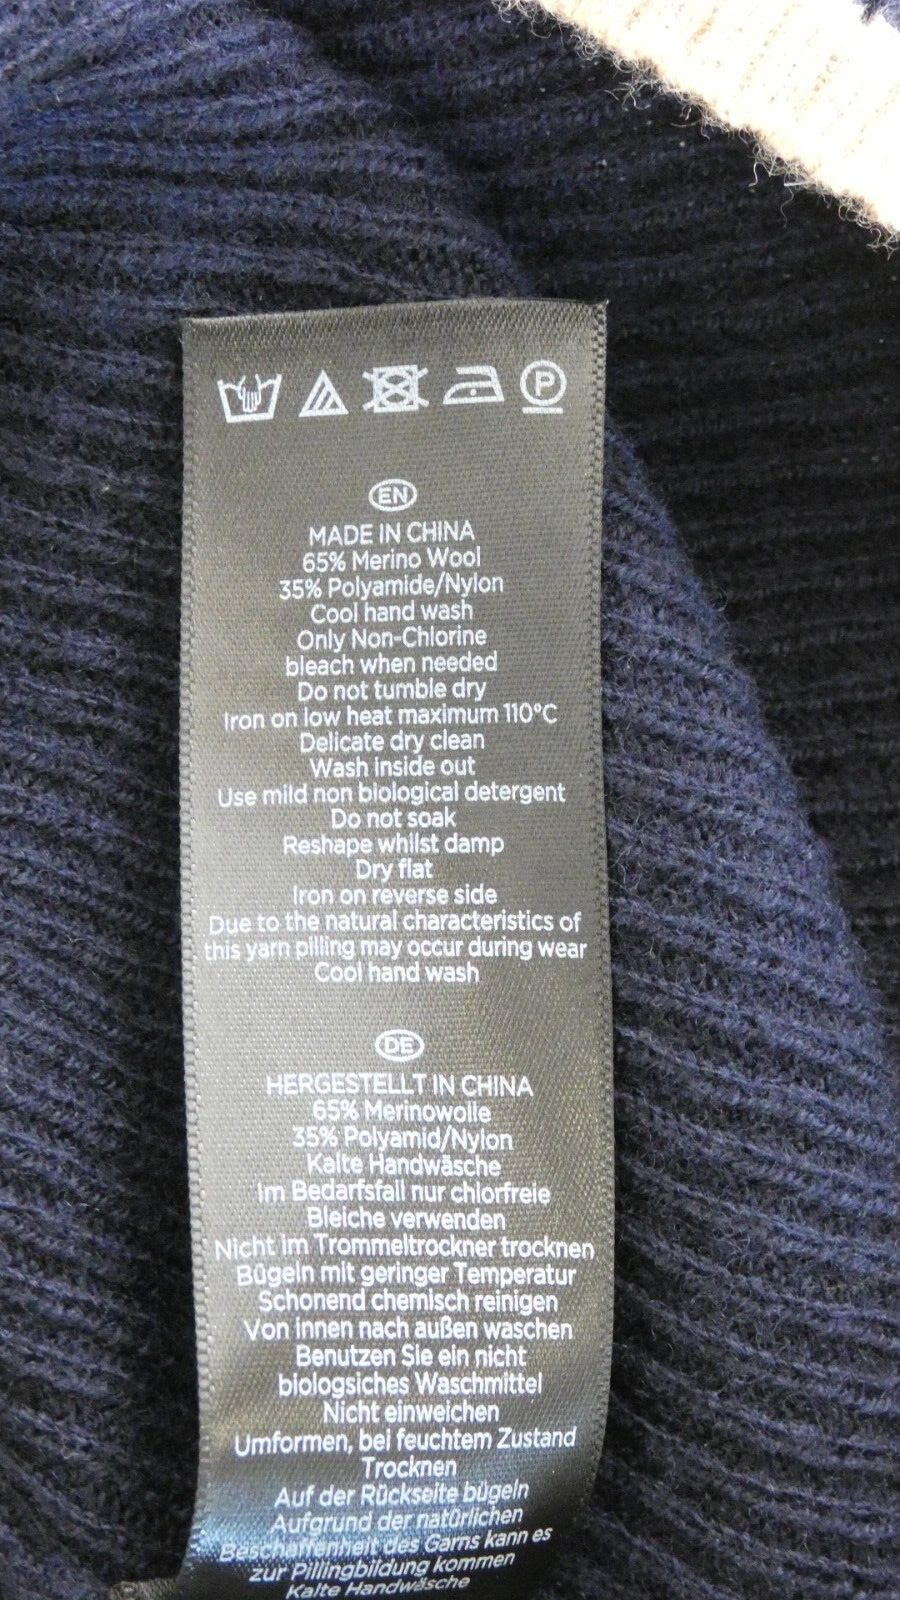 P
EN
MADE IN CHINA
65% Merino Wool
35% Polyamide/Nylon
Cool hand wash
Only Non-Chlorine
bleach when needed
Do not tumble dry
Iron on low heat maximum 110°C
Delicate dry clean
Wash inside out
Use mild non biological detergent
Do not soak
Reshape whilst damp
Dry flat
Iron on reverse side
Due to the natural characteristics of
this yarn pilling may occur during wear
Cool hand wash
DE
HERGESTELLT IN CHINA
65% Merinowolle
35% Polyamid/Nylon
Kalte Handwäsche
Im Bedarfsfall nur chlorfreie
Bleiche verwenden
Nicht im Trommeltrockner trocknen
Bügeln mit geringer Temperatur
Schonend chemisch reinigen
Von innen nach außen waschen
Benutzen Sie ein nicht
biologsiches Waschmittel
Nicht einweichen
Umformen, bei feuchtem Zustand
Trocknen
Auf der Rückseite bügeln
Aufgrund der natürlichen
Beschaffenheit des Garns kann es
zur Pillingbildung kommen
Kalte Handwäsche